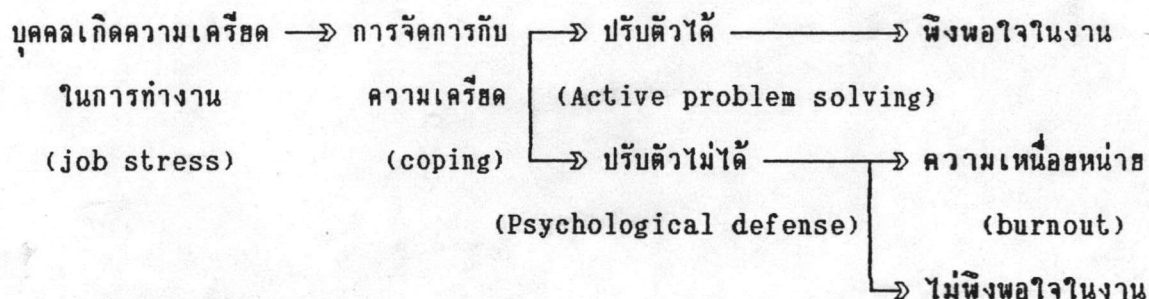 บุคคลเกิดความเครียด การจัดการกับ ปรับตัวได้ พึงพอใจในงาน
ในการทำงาน ความเครียด (Active problem solving)
(job stress) (coping) ปรับตัวไม่ได้ ความเหนื่อยหน่าย
(Psychological defense) (burnout)
ไม่พึงพอใจในงาน